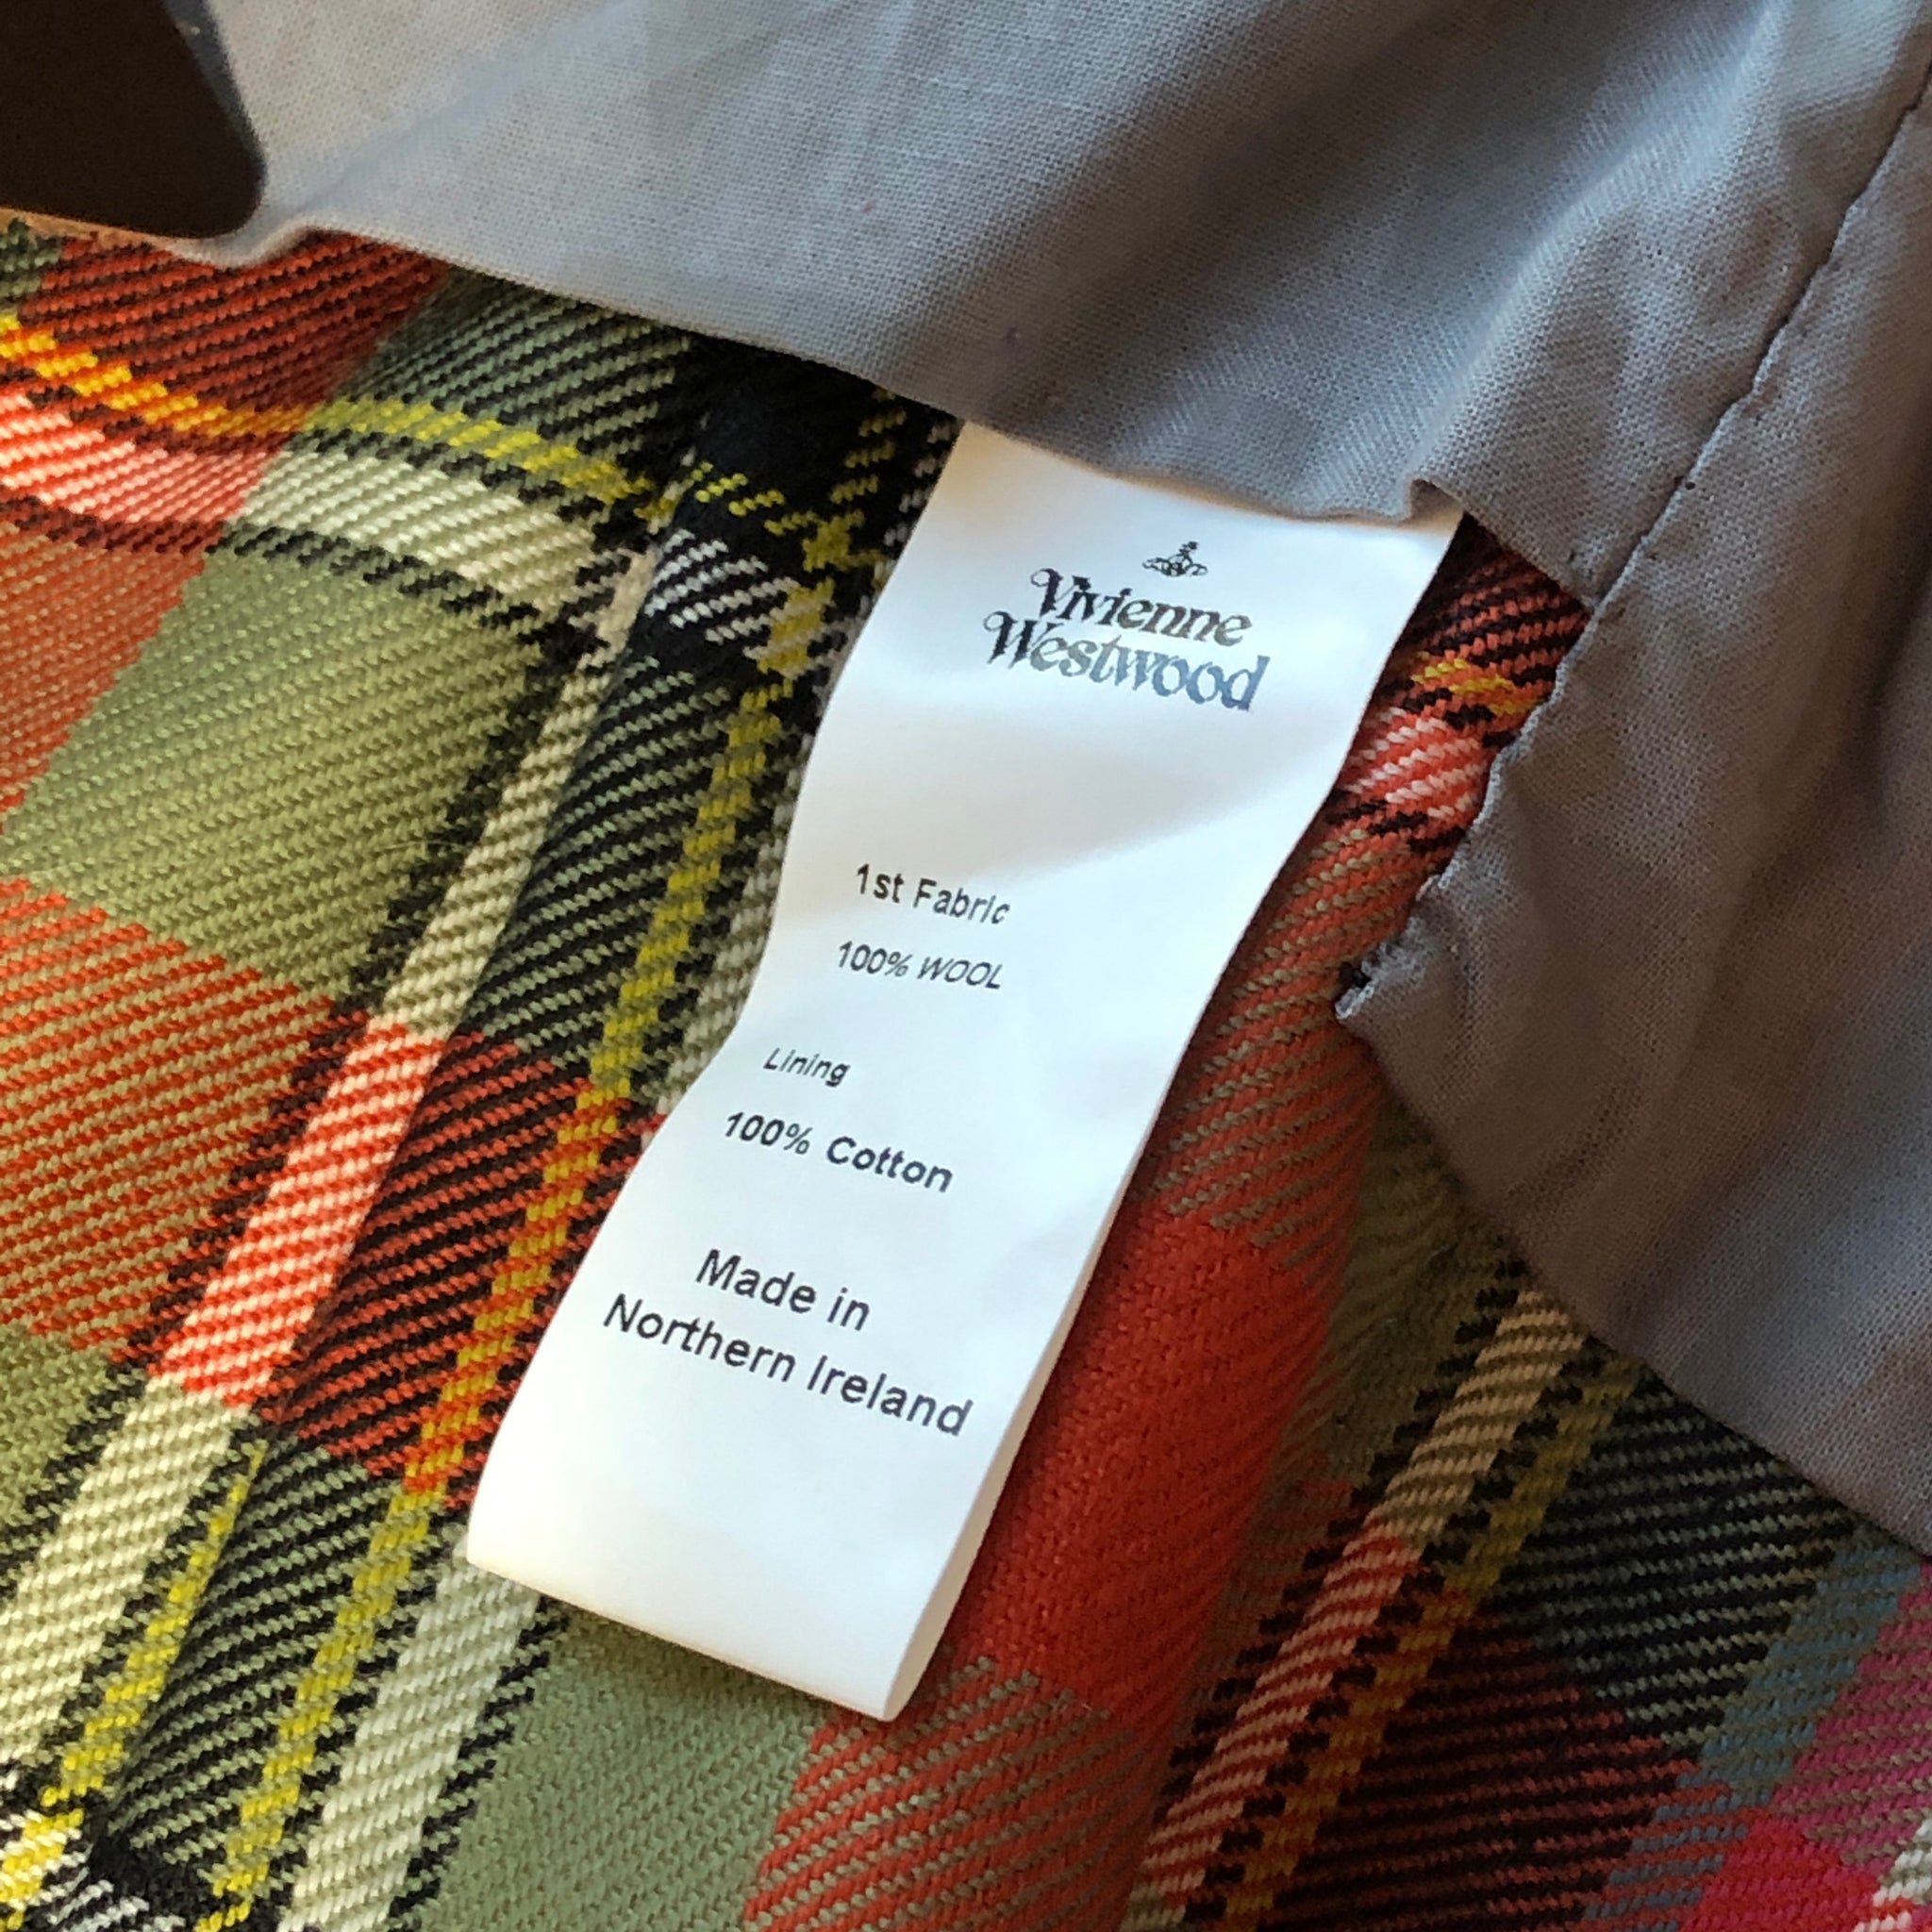 Vivienne
Westwood
1st Fabric
100% WOOL
Lining
100% Cotton
Made in
Northern Ireland